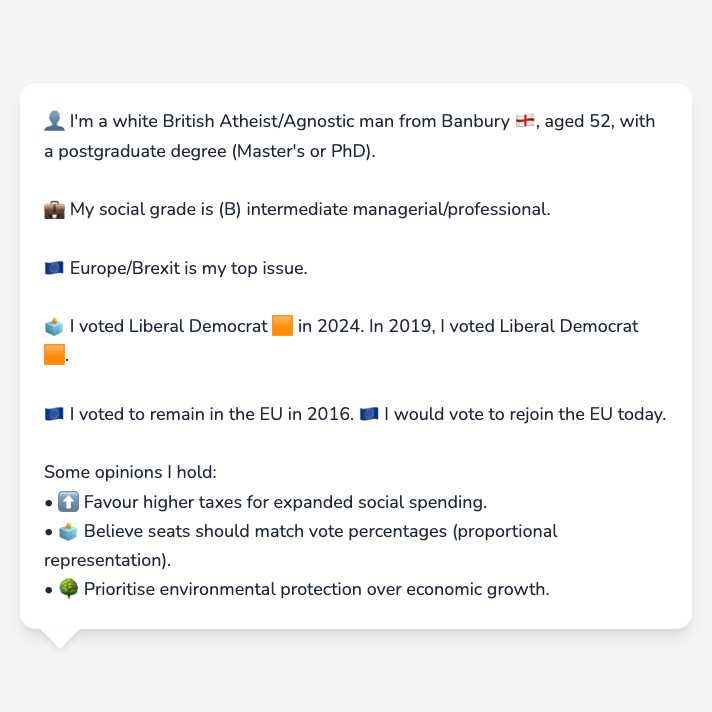 👤 I'm a white British Atheist/Agnostic man from Banbury 🏴󠁧󠁢󠁥󠁮󠁧󠁿, aged 52, with
a postgraduate degree (Master's or PhD).
💼 My social grade is (B) intermediate managerial/professional.
🇪🇺 Europe/Brexit is my top issue.
🗳️ I voted Liberal Democrat 🟧 in 2024. In 2019, I voted Liberal Democrat
🟧.
🇪🇺 I voted to remain in the EU in 2016. 🇪🇺 I would vote to rejoin the EU today.
Some opinions I hold:
• ⬆️ Favour higher taxes for expanded social spending.
• 🗳️ Believe seats should match vote percentages (proportional
representation).
• 🌳 Prioritise environmental protection over economic growth.